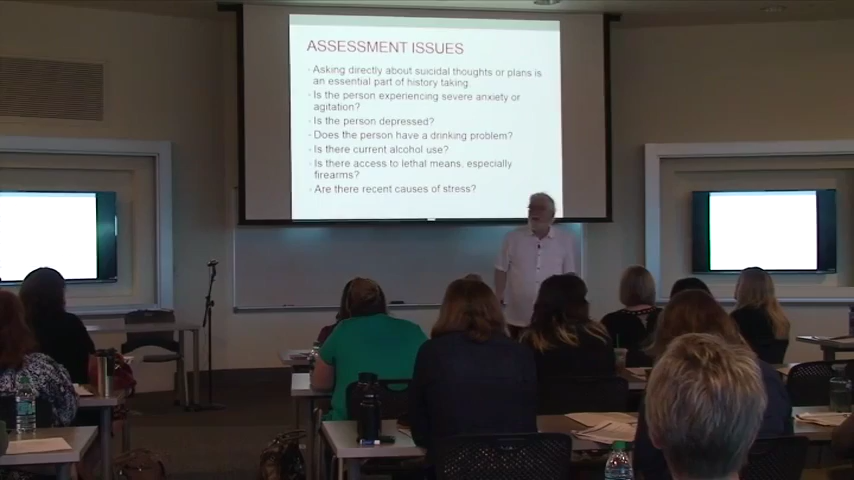 ASSESSMENT ISSUES
· Asking directly about suicidal thoughts or plans is
an essential part of history taking
· Is the person experiencing severe anxiety or
agitation?
· Is the person depressed?
· Does the person have a drinking problem?
· Is there current alcohol use?
· Is there access to lethal means, especially
firearms?
· Are there recent causes of stress?